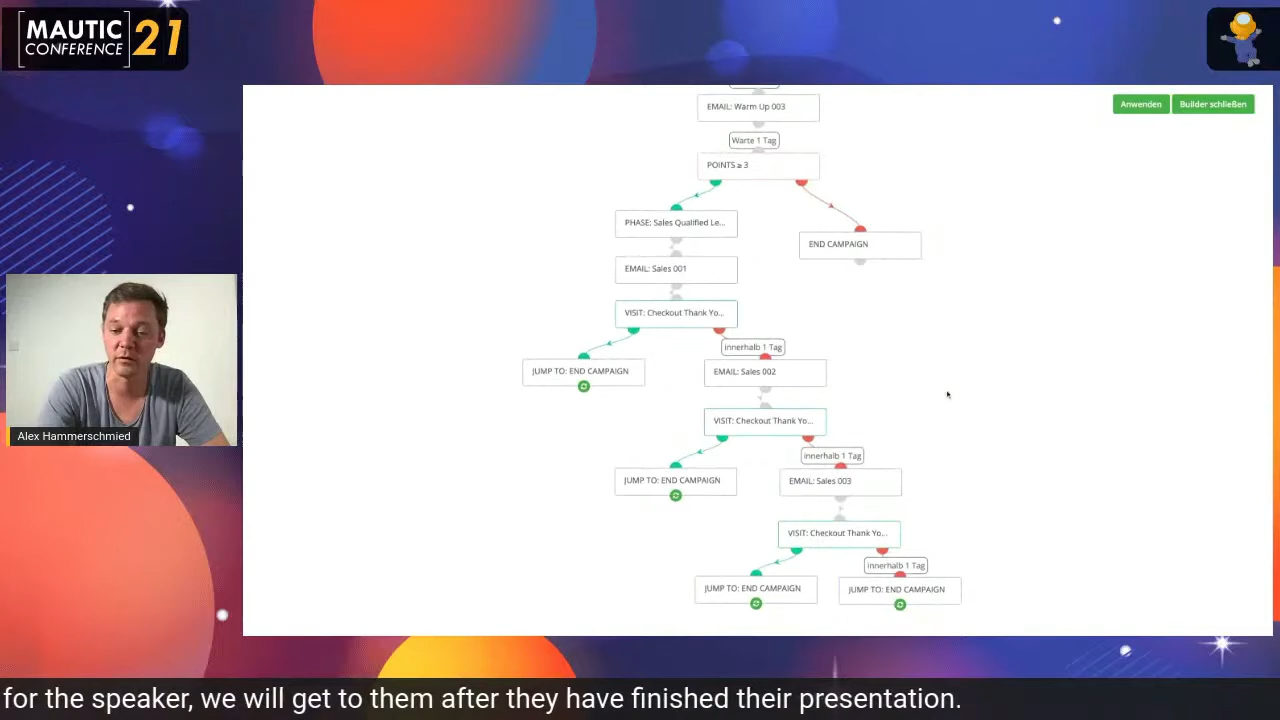 MAUTIC
CONFERENCE
21
Anwenden
Builder schließen
EMAIL: Warm Up 003
Warte 1 Tag
POINTS ≥ 3
PHASE: Sales Qualified Le...
END CAMPAIGN
EMAIL: Sales 001
VISIT: Checkout Thank Yo...
innerhalb 1 Tag
JUMP TO: END CAMPAIGN
EMAIL: Sales 002
VISIT: Checkout Thank Yo...
innerhalb 1 Tag
JUMP TO: END CAMPAIGN
EMAIL: Sales 003
VISIT: Checkout Thank Yo...
innerhalb 1 Tag
JUMP TO: END CAMPAIGN
JUMP TO: END CAMPAIGN
Alex Hammerschmied
for the speaker, we will get to them after they have finished their presentation.